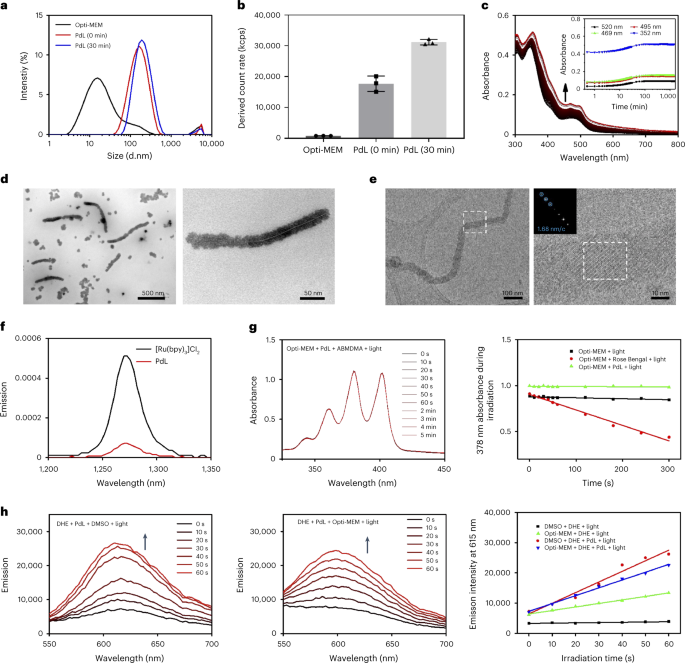 a
Opti-MEM
PdL (0 min)
PdL (30 min)
Intenstiy (%)
15
10
5
0
0
10
100
1,000
10,000
Size (d.nm)
b
Derived count rate (kcps)
40,000
30,000
20,000
10,000
0
Opti-MEM
PdL (0 min)
PdL (30 min)
c
Absorbance
1.2
0.8
0.4
0
300
400
500
600
700
800
Wavelength (nm)
520 nm
495 nm
469 nm
352 nm
Absorbance
0.8
0.6
0.4
0.2
0
1
10
100
1,000
Time (min)
d
500 nm
50 nm
e
100 nm
1.68 nm/c
10 nm
f
Emission
0.0006
0.0004
0.0002
0
1,200
1,250
1,300
1,350
Wavelength (nm)
[Ru(bpy)3]Cl2
PdL
g
Opti-MEM + PdL + ABMDMA + light
Absorbance
1.5
1.0
0.5
0
350
400
450
Wavelength (nm)
0 s
10 s
20 s
30 s
40 s
50 s
60 s
2 min
3 min
4 min
5 min
Opti-MEM + light
Opti-MEM + Rose Bengal + light
Opti-MEM + PdL + light
378 nm absorbance during
irradiation
1.5
1.0
0.5
0
0
100
200
300
Time (s)
h
DHE + PdL + DMSO + light
Emission
40,000
30,000
20,000
10,000
0
550
600
650
700
Wavelength (nm)
0 s
10 s
20 s
30 s
40 s
50 s
60 s
DHE + PdL + Opti-MEM + light
Emission
40,000
30,000
20,000
10,000
0
550
600
650
700
Wavelength (nm)
0 s
10 s
20 s
30 s
40 s
50 s
60 s
DMSO + DHE + light
Opti-MEM + DHE + light
DMSO + DHE + PdL + light
Opti-MEM + DHE + PdL + light
Emisson intensity at 615 nm
40,000
30,000
20,000
10,000
0
0
10
20
30
40
50
60
Irradiation time (s)